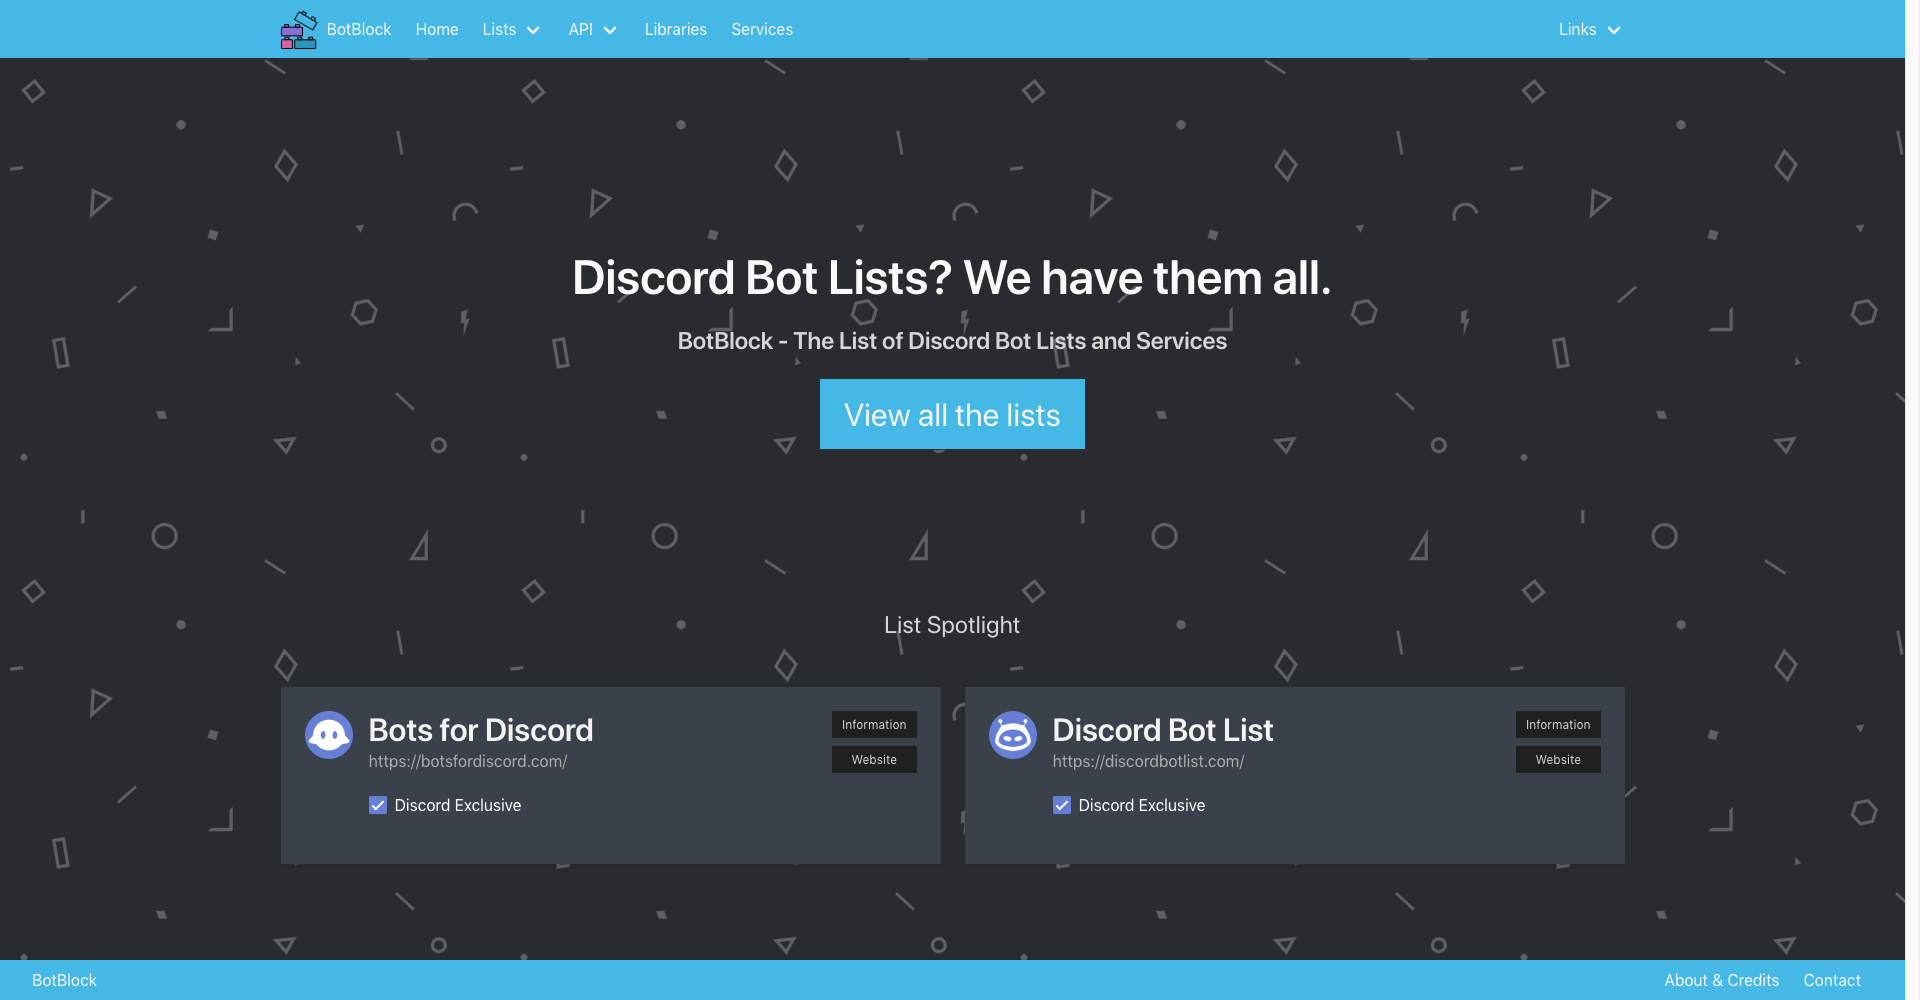 BotBlock Home Lists API Libraries Services Links
Discord Bot Lists? We have them all.
BotBlock - The List of Discord Bot Lists and Services
View all the lists
List Spotlight
Bots for Discord
https://botsfordiscord.com/
Information
Website
Discord Exclusive
Discord Bot List
https://discordbotlist.com/
Information
Website
Discord Exclusive
BotBlock About & Credits Contact